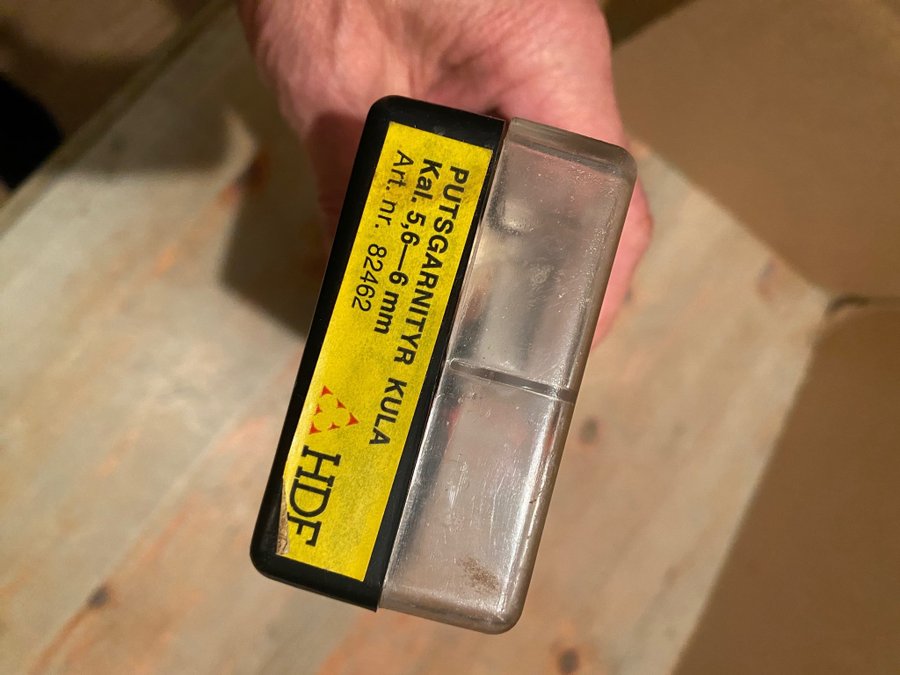 PUTSGARNITYR KULA
Kal. 5,6—6 mm
Art. nr. 82462
HDF